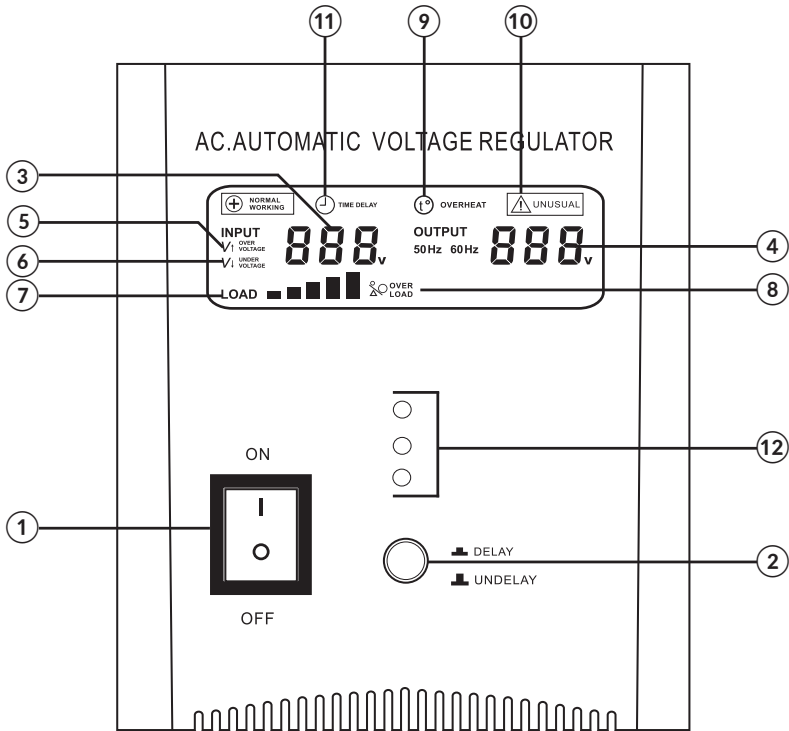 11 9 10
AC.AUTOMATIC VOLTAGE REGULATOR
3
NORMAL
WORKING
TIME DELAY
t° OVERHEAT
UNUSUAL
5
INPUT
OVER
VOLTAGE
888v
OUTPUT
50Hz 60Hz
888v
4
6
UNDER
VOLTAGE
7
LOAD
OVER
LOAD
8
12
ON
I
O
1
OFF
DELAY
2
UNDELAY